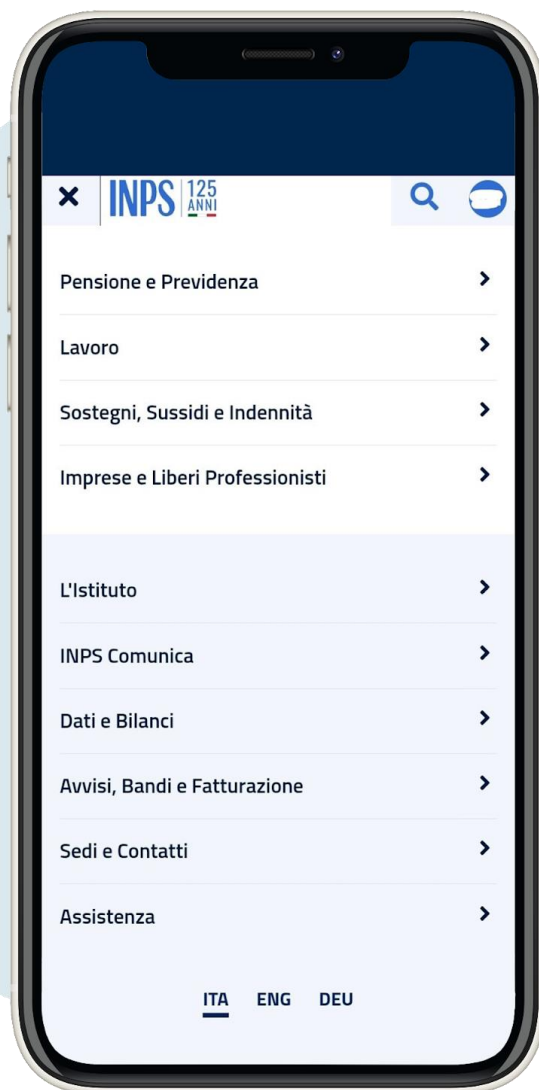 INPS 125 ANNI
Pensione e Previdenza
Lavoro
Sostegni, Sussidi e Indennità
Imprese e Liberi Professionisti
L'Istituto
INPS Comunica
Dati e Bilanci
Avvisi, Bandi e Fatturazione
Sedi e Contatti
Assistenza
ITA ENG DEU